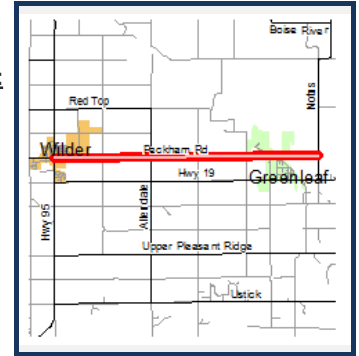 Boise River
Notus
Red Top
Wilder
Peckham Rd
Hwy 19
Greenleaf
Allendale
Hwy 95
Upper Pleasant Ridge
Ustick